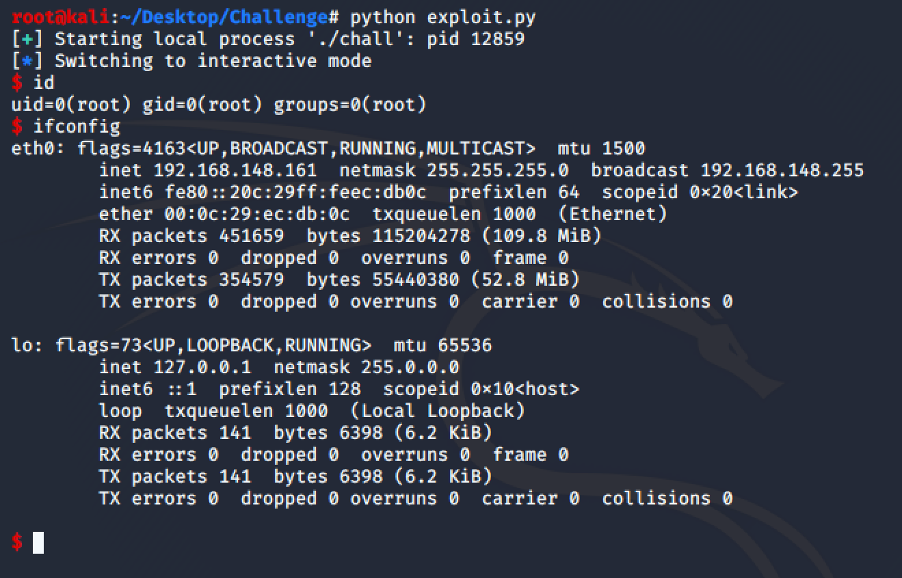 root@kali:~/Desktop/Challenge# python exploit.py
[+] Starting local process './chall': pid 12859
[*] Switching to interactive mode
$ id
uid=0(root) gid=0(root) groups=0(root)
$ ifconfig
eth0: flags=4163<UP,BROADCAST,RUNNING,MULTICAST>  mtu 1500
        inet 192.168.148.161  netmask 255.255.255.0  broadcast 192.168.148.255
        inet6 fe80::20c:29ff:feec:db0c  prefixlen 64  scopeid 0×20<link>
        ether 00:0c:29:ec:db:0c  txqueuelen 1000  (Ethernet)
        RX packets 451659  bytes 115204278 (109.8 MiB)
        RX errors 0  dropped 0  overruns 0  frame 0
        TX packets 354579  bytes 55440380 (52.8 MiB)
        TX errors 0  dropped 0 overruns 0  carrier 0  collisions 0

lo: flags=73<UP,LOOPBACK,RUNNING>  mtu 65536
        inet 127.0.0.1  netmask 255.0.0.0
        inet6 ::1  prefixlen 128  scopeid 0×10<host>
        loop  txqueuelen 1000  (Local Loopback)
        RX packets 141  bytes 6398 (6.2 KiB)
        RX errors 0  dropped 0  overruns 0  frame 0
        TX packets 141  bytes 6398 (6.2 KiB)
        TX errors 0  dropped 0 overruns 0  carrier 0  collisions 0

$